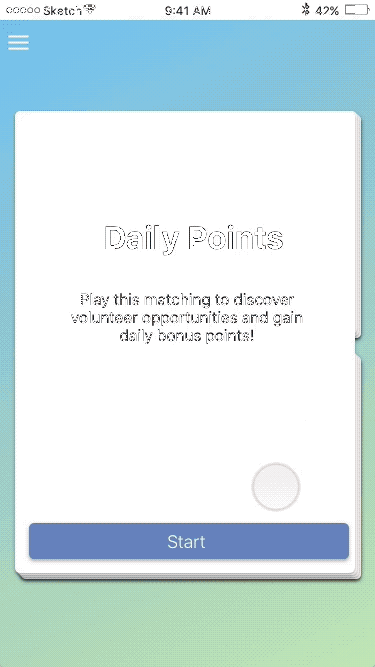 Sketch 9:41 AM 42%
Daily Points
Play this matching to discover
volunteer opportunities and gain
daily bonus points!
Start